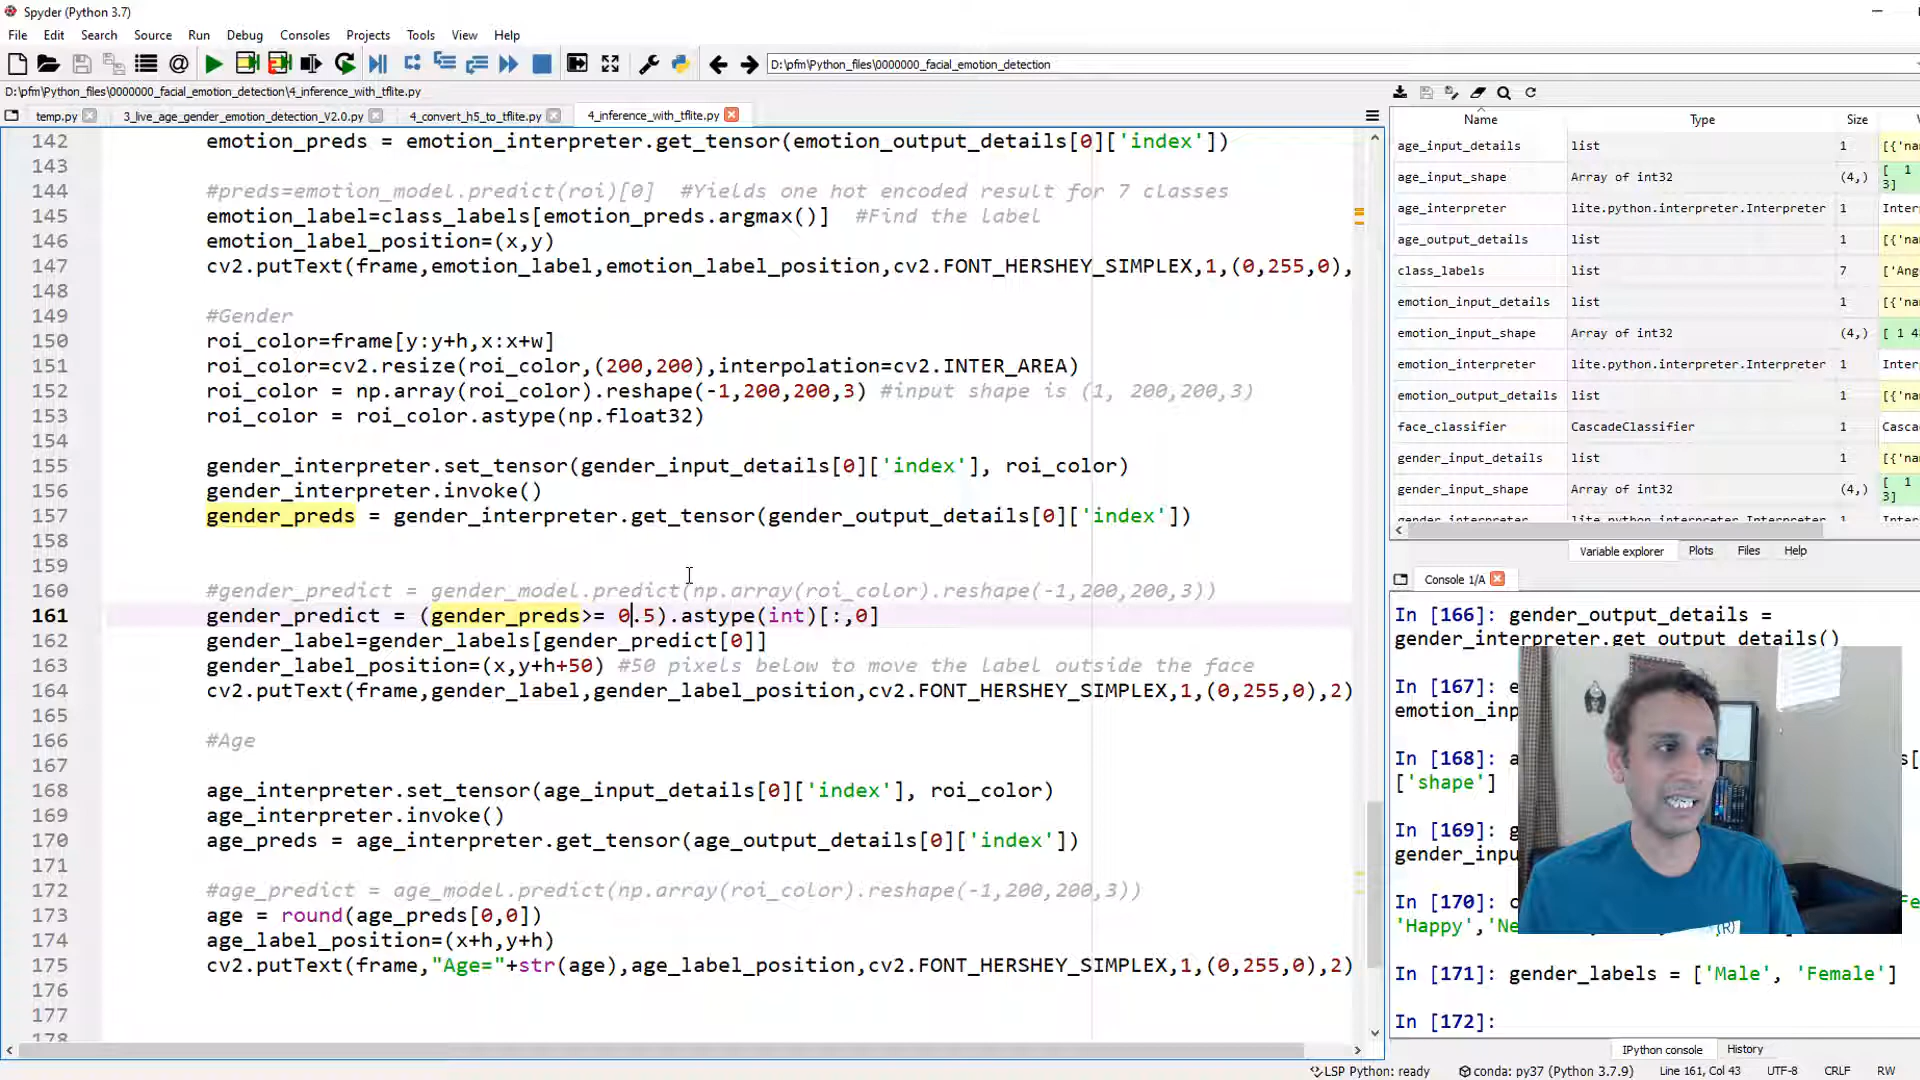 Spyder (Python 3.7)
File Edit Search Source Run Debug Consoles Projects Tools View Help
D:\pfm\Python_files\0000000_facial_emotion_detection
D:\pfm\Python_files\0000000_facial_emotion_detection\4_inference_with_tflite.py
temp.py 3_live_age_gender_emotion_detection_V2.0.py 4_convert_h5_to_tflite.py 4_inference_with_tflite.py
142 emotion_preds = emotion_interpreter.get_tensor(emotion_output_details[0]['index'])
143
144 #preds=emotion_model.predict(roi)[0] #Yields one hot encoded result for 7 classes
145 emotion_label=class_labels[emotion_preds.argmax()] #Find the label
146 emotion_label_position=(x,y)
147 cv2.putText(frame,emotion_label,emotion_label_position,cv2.FONT_HERSHEY_SIMPLEX,1,(0,255,0),
148
149 #Gender
150 roi_color=frame[y:y+h,x:x+w]
151 roi_color=cv2.resize(roi_color,(200,200),interpolation=cv2.INTER_AREA)
152 roi_color = np.array(roi_color).reshape(-1,200,200,3) #input shape is (1, 200,200,3)
153 roi_color = roi_color.astype(np.float32)
154
155 gender_interpreter.set_tensor(gender_input_details[0]['index'], roi_color)
156 gender_interpreter.invoke()
157 gender_preds = gender_interpreter.get_tensor(gender_output_details[0]['index'])
158
159
160 #gender_predict = gender_model.predict(np.array(roi_color).reshape(-1,200,200,3))
161 gender_predict = (gender_preds>= 0.5).astype(int)[:,0]
162 gender_label=gender_labels[gender_predict[0]]
163 gender_label_position=(x,y+h+50) #50 pixels below to move the label outside the face
164 cv2.putText(frame,gender_label,gender_label_position,cv2.FONT_HERSHEY_SIMPLEX,1,(0,255,0),2)
165
166 #Age
167
168 age_interpreter.set_tensor(age_input_details[0]['index'], roi_color)
169 age_interpreter.invoke()
170 age_preds = age_interpreter.get_tensor(age_output_details[0]['index'])
171
172 #age_predict = age_model.predict(np.array(roi_color).reshape(-1,200,200,3))
173 age = round(age_preds[0,0])
174 age_label_position=(x+h,y+h)
175 cv2.putText(frame,"Age="+str(age),age_label_position,cv2.FONT_HERSHEY_SIMPLEX,1,(0,255,0),2)
176
177
Name Type Size
age_input_details list 1 [{'na
age_input_shape Array of int32 (4,) [ 1
3]
age_interpreter lite.python.interpreter.Interpreter 1 Inter
age_output_details list 1 [{'na
class_labels list 7 ['Ang
emotion_input_details list 1 [{'na
emotion_input_shape Array of int32 (4,) [ 1 4
emotion_interpreter lite.python.interpreter.Interpreter 1 Inter
emotion_output_details list 1 [{'na
face_classifier CascadeClassifier 1 Casca
gender_input_details list 1 [{'na
gender_input_shape Array of int32 (4,) [ 1
3]
Variable explorer Plots Files Help
Console 1/A
In [166]: gender_output_details =
gender_interpreter.get_output_details()
In [167]: e
emotion_inp
In [168]: a
['shape']
In [169]: g
gender_inpu
In [170]: c
'Happy','Ne
In [171]: gender_labels = ['Male', 'Female']
In [172]:
IPython console History
LSP Python: ready conda: py37 (Python 3.7.9) Line 161, Col 43 UTF-8 CRLF RW